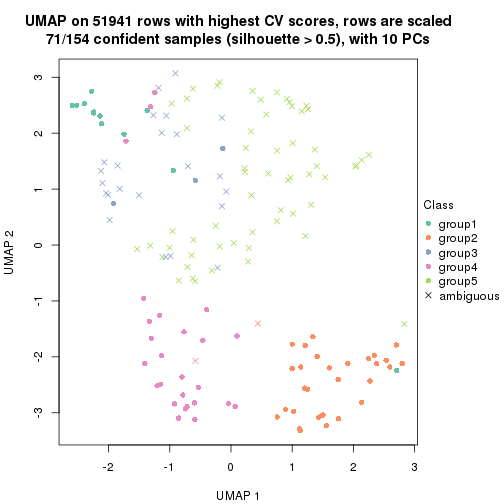 UMAP on 51941 rows with highest CV scores, rows are scaled
71/154 confident samples (silhouette > 0.5), with 10 PCs
3
2
1
0
-1
-2
-3
UMAP 2
-2
-1
0
1
2
3
UMAP 1
Class
group1
group2
group3
group4
group5
ambiguous